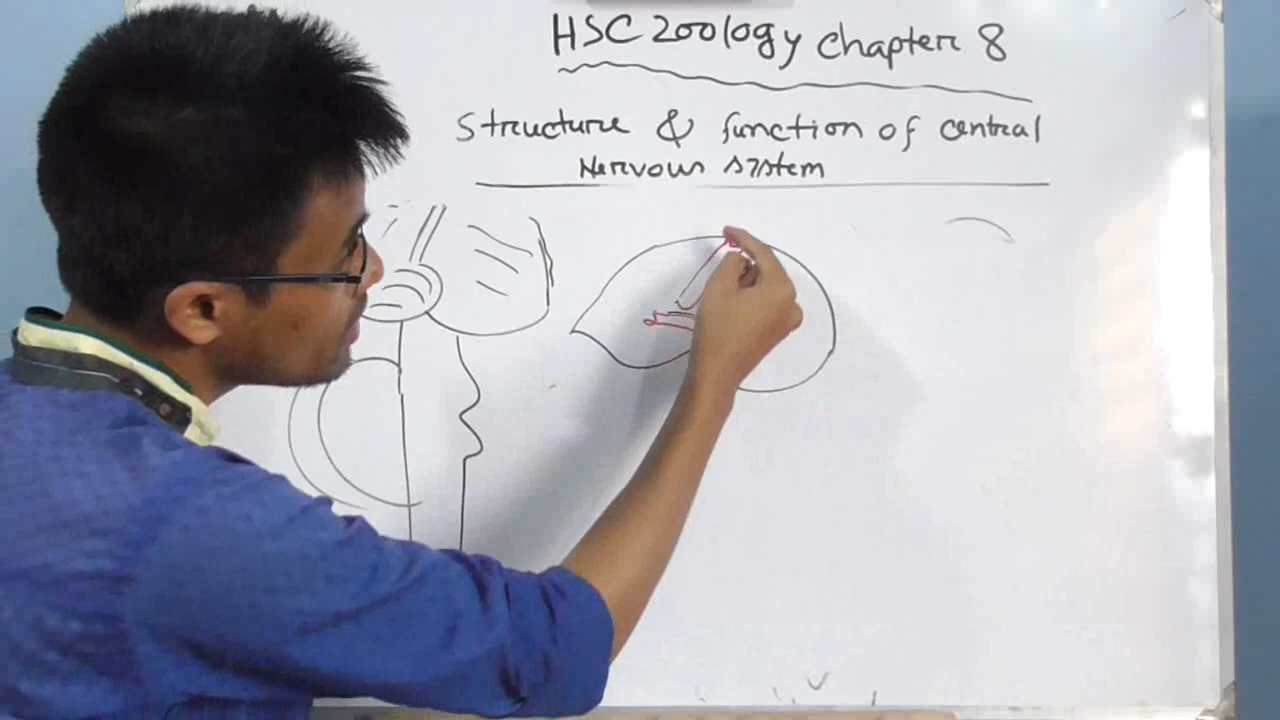 HSC Zoology chapter 8
Structure & function of central
Nervous system